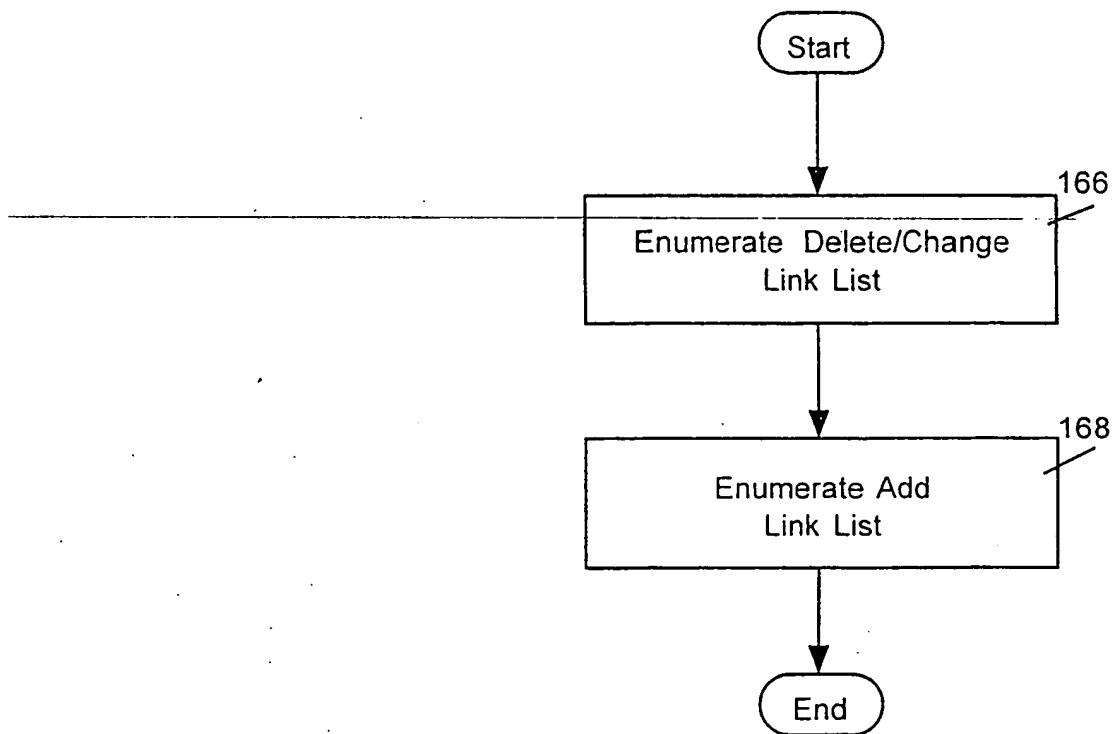 Start
166
Enumerate Delete/Change
Link List
168
Enumerate Add
Link List
End